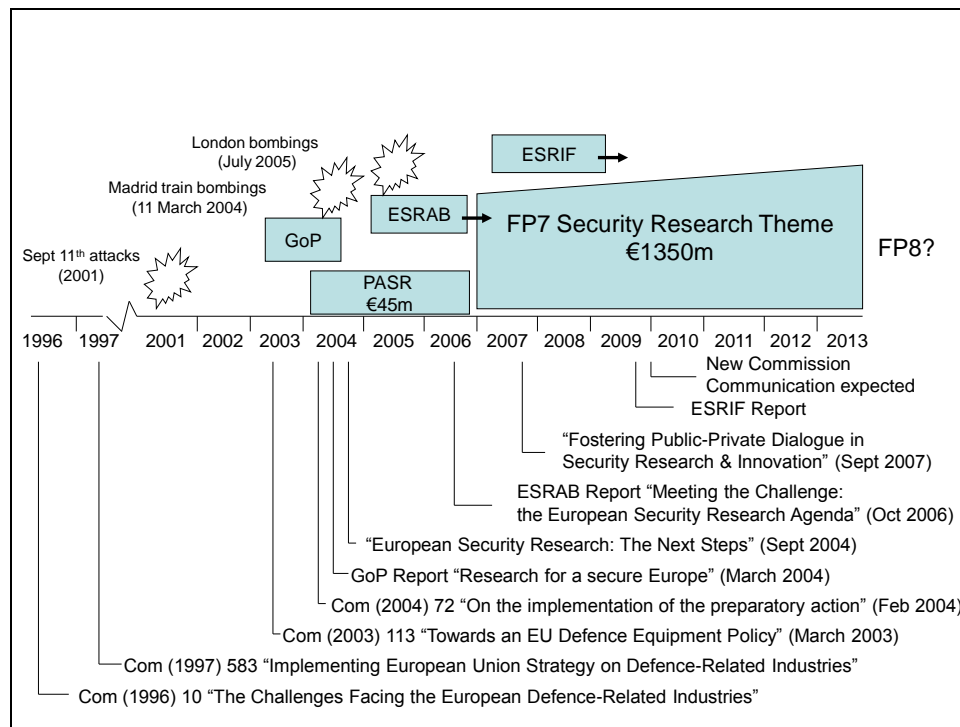 London bombings
(July 2005)
ESRIF
Madrid train bombings
(11 March 2004)
ESRAB
FP7 Security Research Theme
€1350m
GoP
FP8?
Sept 11th attacks
(2001)
PASR
€45m
1996 1997 2001 2002 2003 2004 2005 2006 2007 2008 2009 2010 2011 2012 2013
New Commission
Communication expected
ESRIF Report
“Fostering Public-Private Dialogue in
Security Research & Innovation” (Sept 2007)
ESRAB Report “Meeting the Challenge:
the European Security Research Agenda” (Oct 2006)
“European Security Research: The Next Steps” (Sept 2004)
GoP Report “Research for a secure Europe” (March 2004)
Com (2004) 72 “On the implementation of the preparatory action” (Feb 2004)
Com (2003) 113 “Towards an EU Defence Equipment Policy” (March 2003)
Com (1997) 583 “Implementing European Union Strategy on Defence-Related Industries”
Com (1996) 10 “The Challenges Facing the European Defence-Related Industries”